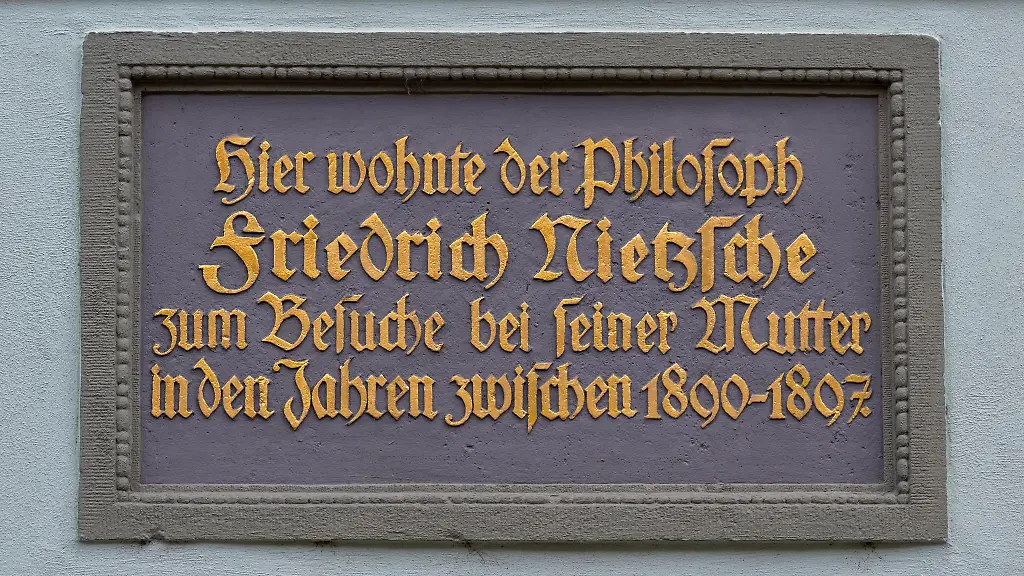 Hier wohnte der Philoſoph
Friedrich Nietzſche
zum Beſuche bei ſeiner Mutter
in den Jahren zwiſchen 1890-1897.